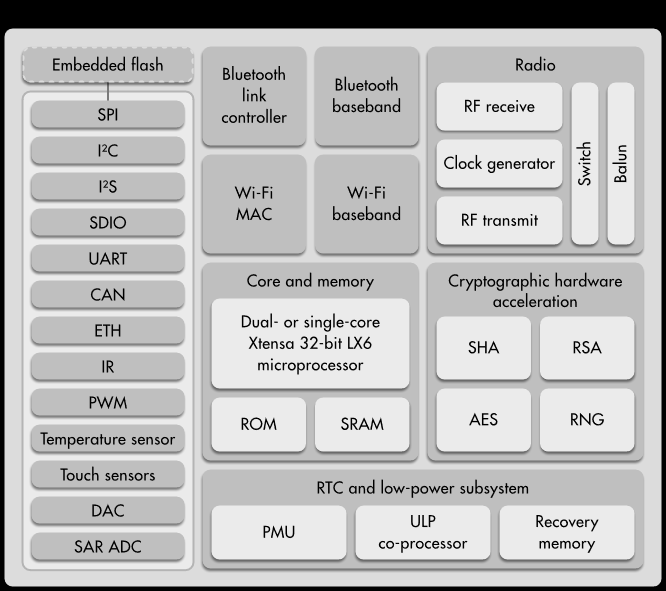 Embedded flash
SPI
I²C
I²S
SDIO
UART
CAN
ETH
IR
PWM
Temperature sensor
Touch sensors
DAC
SAR ADC
Bluetooth
link
controller
Bluetooth
baseband
Wi-Fi
MAC
Wi-Fi
baseband
Radio
RF receive
Clock generator
RF transmit
Switch
Balun
Core and memory
Dual- or single-core
Xtensa 32-bit LX6
microprocessor
ROM
SRAM
Cryptographic hardware
acceleration
SHA
RSA
AES
RNG
RTC and low-power subsystem
PMU
ULP
co-processor
Recovery
memory